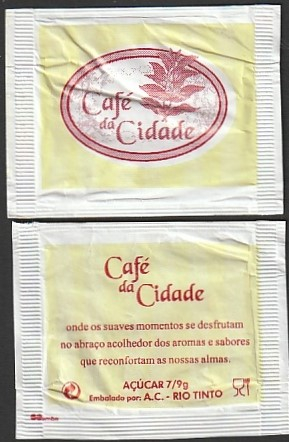 Café
da Cidade
Café
da Cidade
onde os suaves momentos se desfrutam
no abraço acolhedor dos aromas e sabores
que reconfortam as nossas almas.
AÇÚCAR 7/9g
Embalado por: A.C. - RIO TINTO